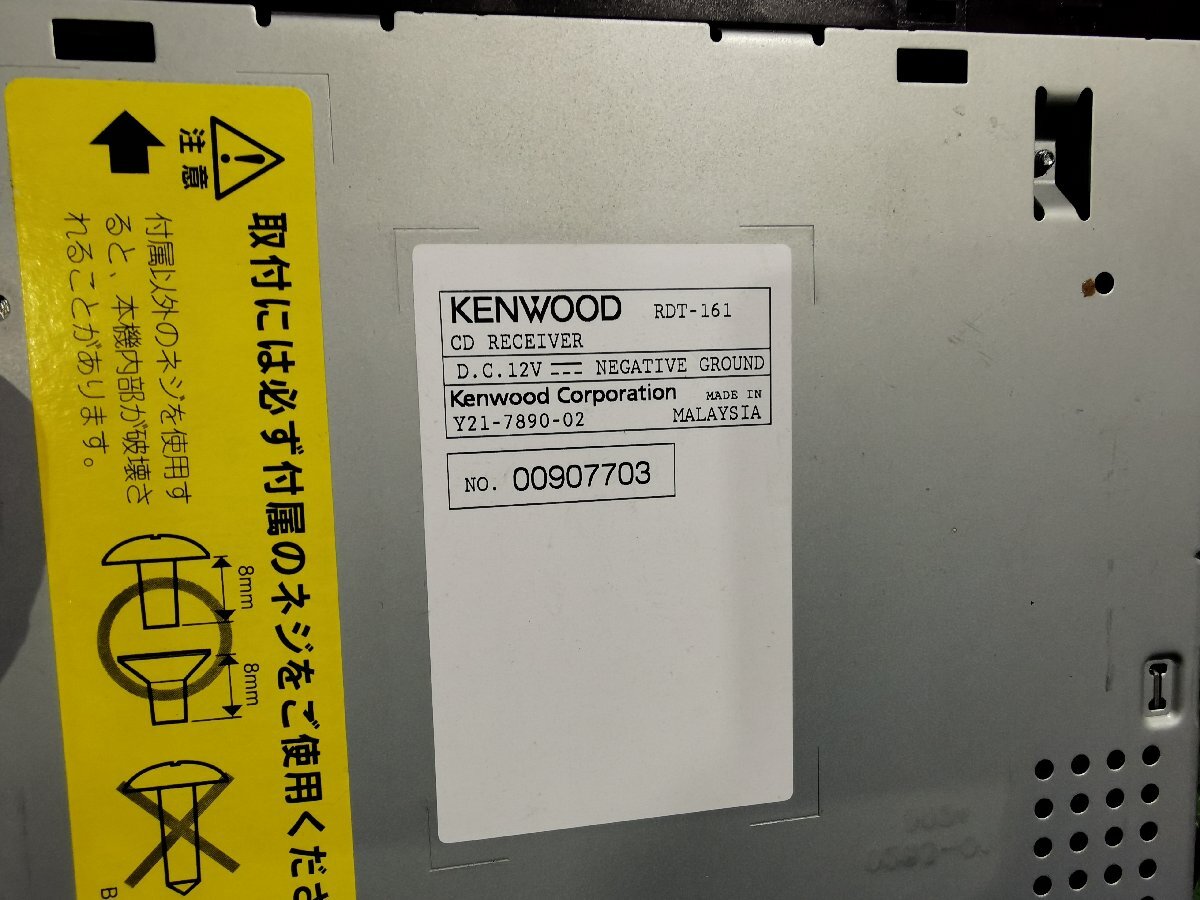 注意
取付には必ず付属のネジをご使用くださ
付属以外のネジを使用す
ると、本機内部が破壊さ
れることがあります。
8mm
8mm
B
KENWOOD RDT-161
CD RECEIVER
D.C.12V NEGATIVE GROUND
Kenwood Corporation MADE IN
Y21-7890-02 MALAYSIA
NO. 00907703